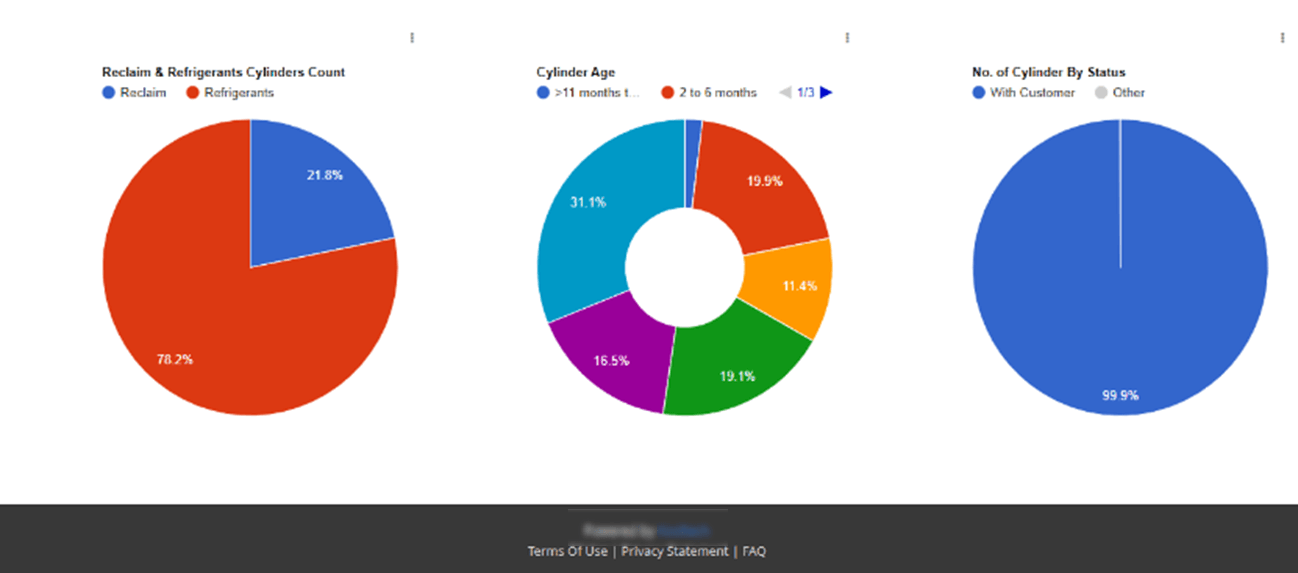 Reclaim & Refrigerants Cylinders Count
Reclaim
Refrigerants
21.8%
78.2%
Cylinder Age
>11 months t...
2 to 6 months
1/3
19.9%
11.4%
19.1%
16.5%
31.1%
No. of Cylinder By Status
With Customer
Other
99.9%
Powered by
Terms Of Use | Privacy Statement | FAQ